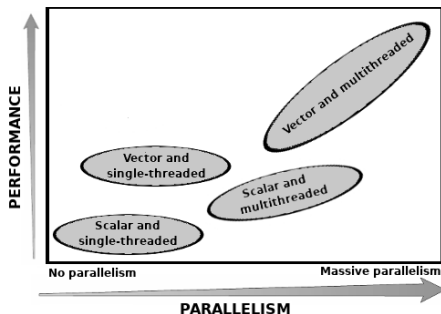 PERFORMANCE
Vector and multithreaded
Vector and
single-threaded
Scalar and
multithreaded
Scalar and
single-threaded
No parallelism
Massive parallelism
PARALLELISM